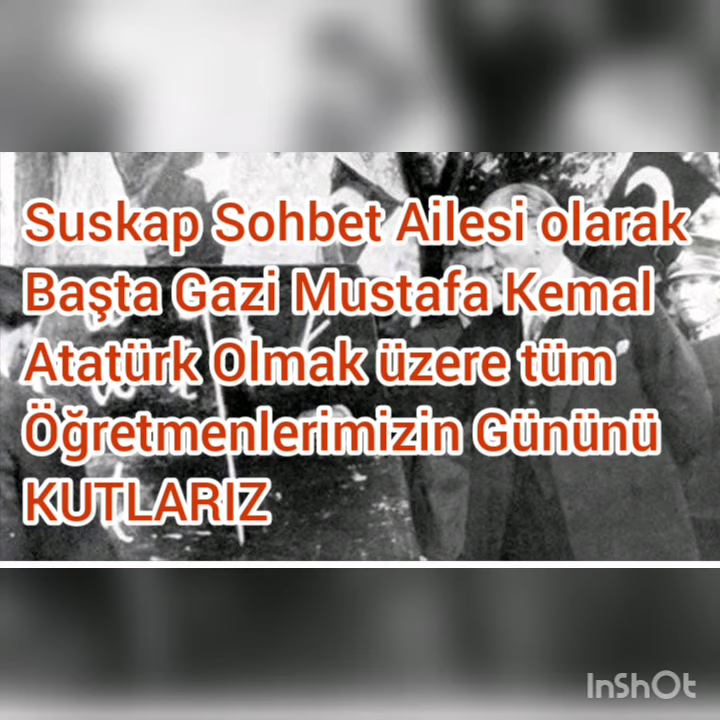 Suskap Sohbet Ailesi olarak
Başta Gazi Mustafa Kemal
Atatürk Olmak üzere tüm
Öğretmenlerimizin Gününü
KUTLARIZ
InShOt